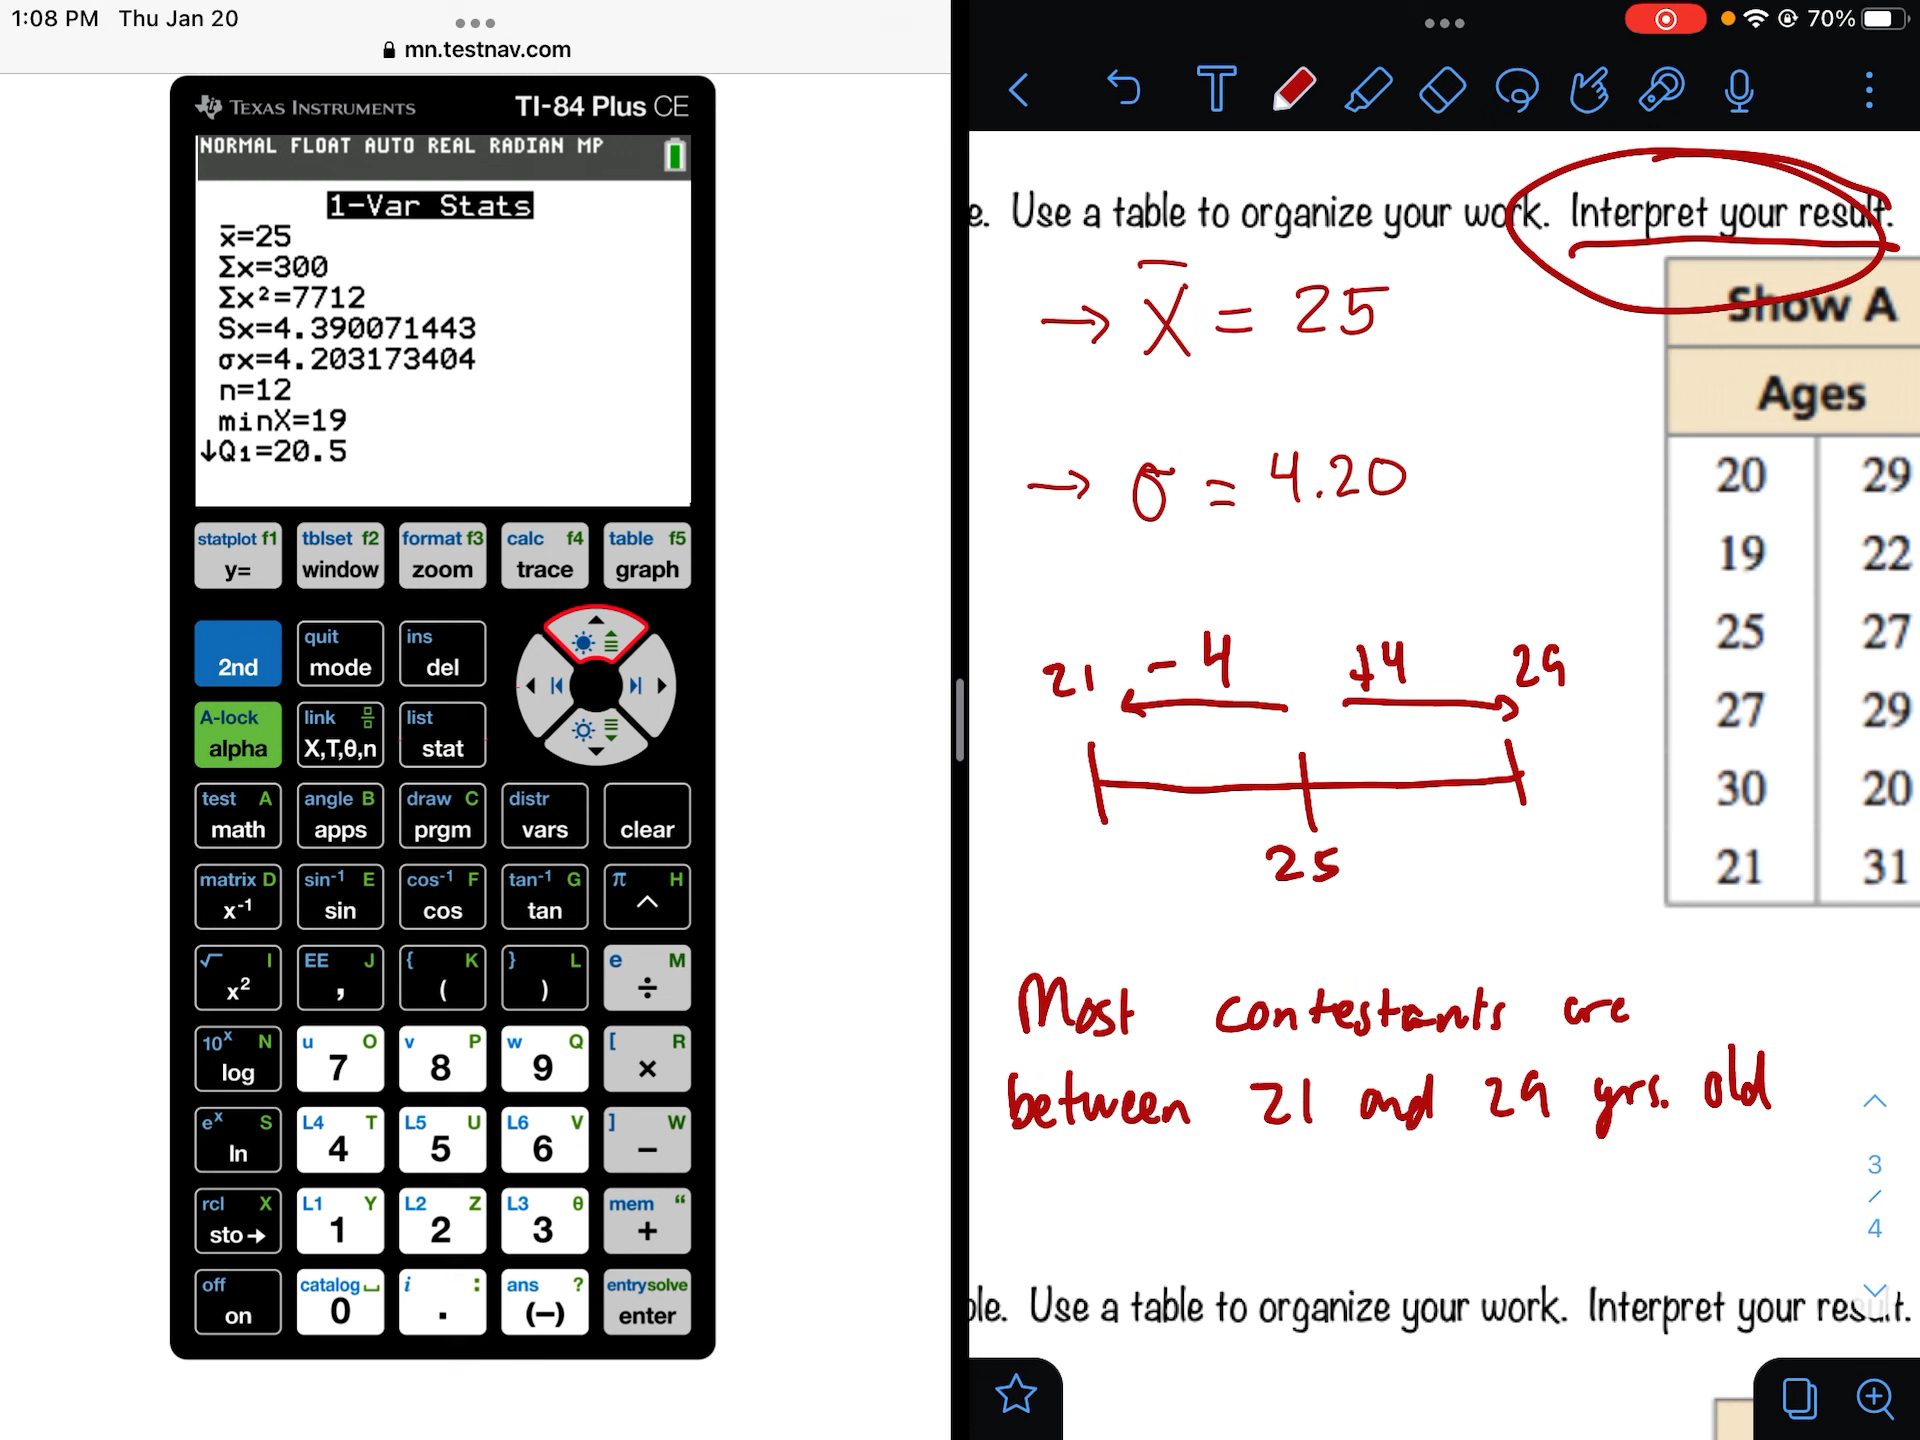 1:08 PM Thu Jan 20
mn.testnav.com
TEXAS INSTRUMENTS TI-84 Plus CE
NORMAL FLOAT AUTO REAL RADIAN MP
1-Var Stats
x̄=25
Σx=300
Σx²=7712
Sx=4.390071443
σx=4.203173404
n=12
minX=19
↓Q₁=20.5
statplot f1 tblset f2 format f3 calc f4 table f5
y= window zoom trace graph
quit ins
2nd mode del
A-lock link list
alpha X,T,θ,n stat
test A angle B draw C distr
math apps prgm vars clear
matrix D sin⁻¹ E cos⁻¹ F tan⁻¹ G π H
x⁻¹ sin cos tan ^
√ I EE J { K } L e M
x² , ( ) ÷
10ˣ N u O v P w Q [ R
log 7 8 9 ×
eˣ S L4 T L5 U L6 V ] W
ln 4 5 6 −
rcl X L1 Y L2 Z L3 θ mem “
sto→ 1 2 3 +
off catalog ⎵ i : ans ? entry solve
on 0 . (−) enter
70%
T
e. Use a table to organize your work. Interpret your result.
→ x̄ = 25
→ σ = 4.20
21 -4 +4 29
25
Show A
Ages
20 29
19 22
25 27
27 29
30 20
21 31
Most contestants are
between 21 and 29 yrs. old
3
/
4
ble. Use a table to organize your work. Interpret your result.